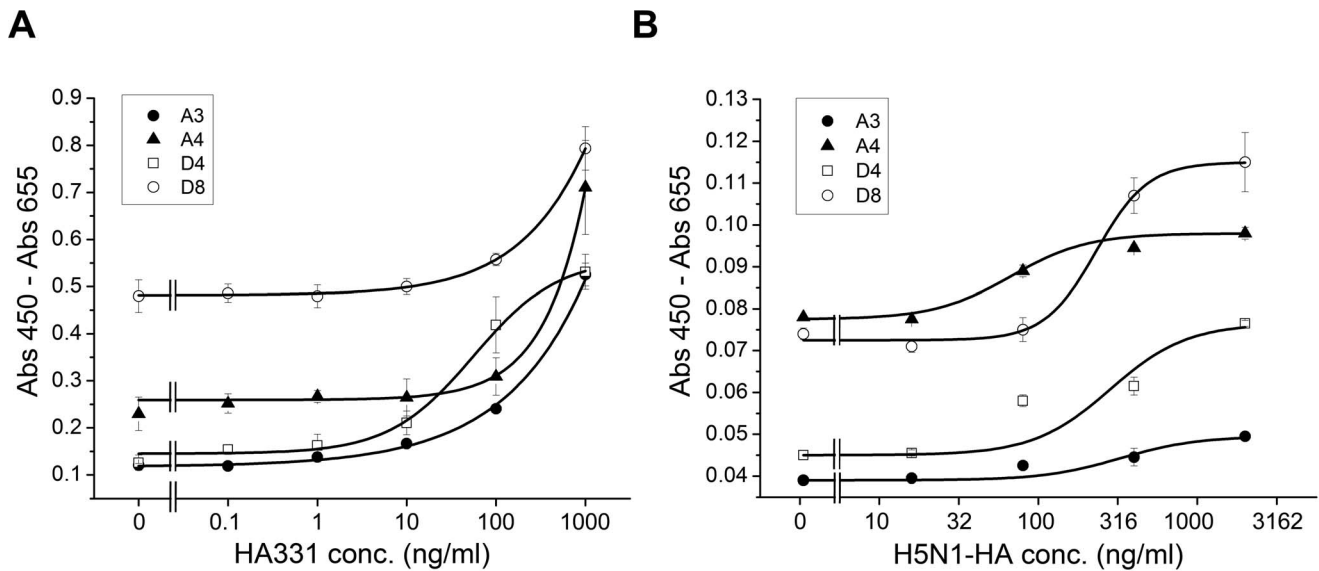 A
0.9
0.8
0.7
0.6
0.5
0.4
0.3
0.2
0.1
Abs 450 - Abs 655
A3
A4
D4
D8
0 0.1 1 10 100 1000
HA331 conc. (ng/ml)
B
0.13
0.12
0.11
0.10
0.09
0.08
0.07
0.06
0.05
0.04
Abs 450 - Abs 655
A3
A4
D4
D8
0 10 32 100 316 1000 3162
H5N1-HA conc. (ng/ml)